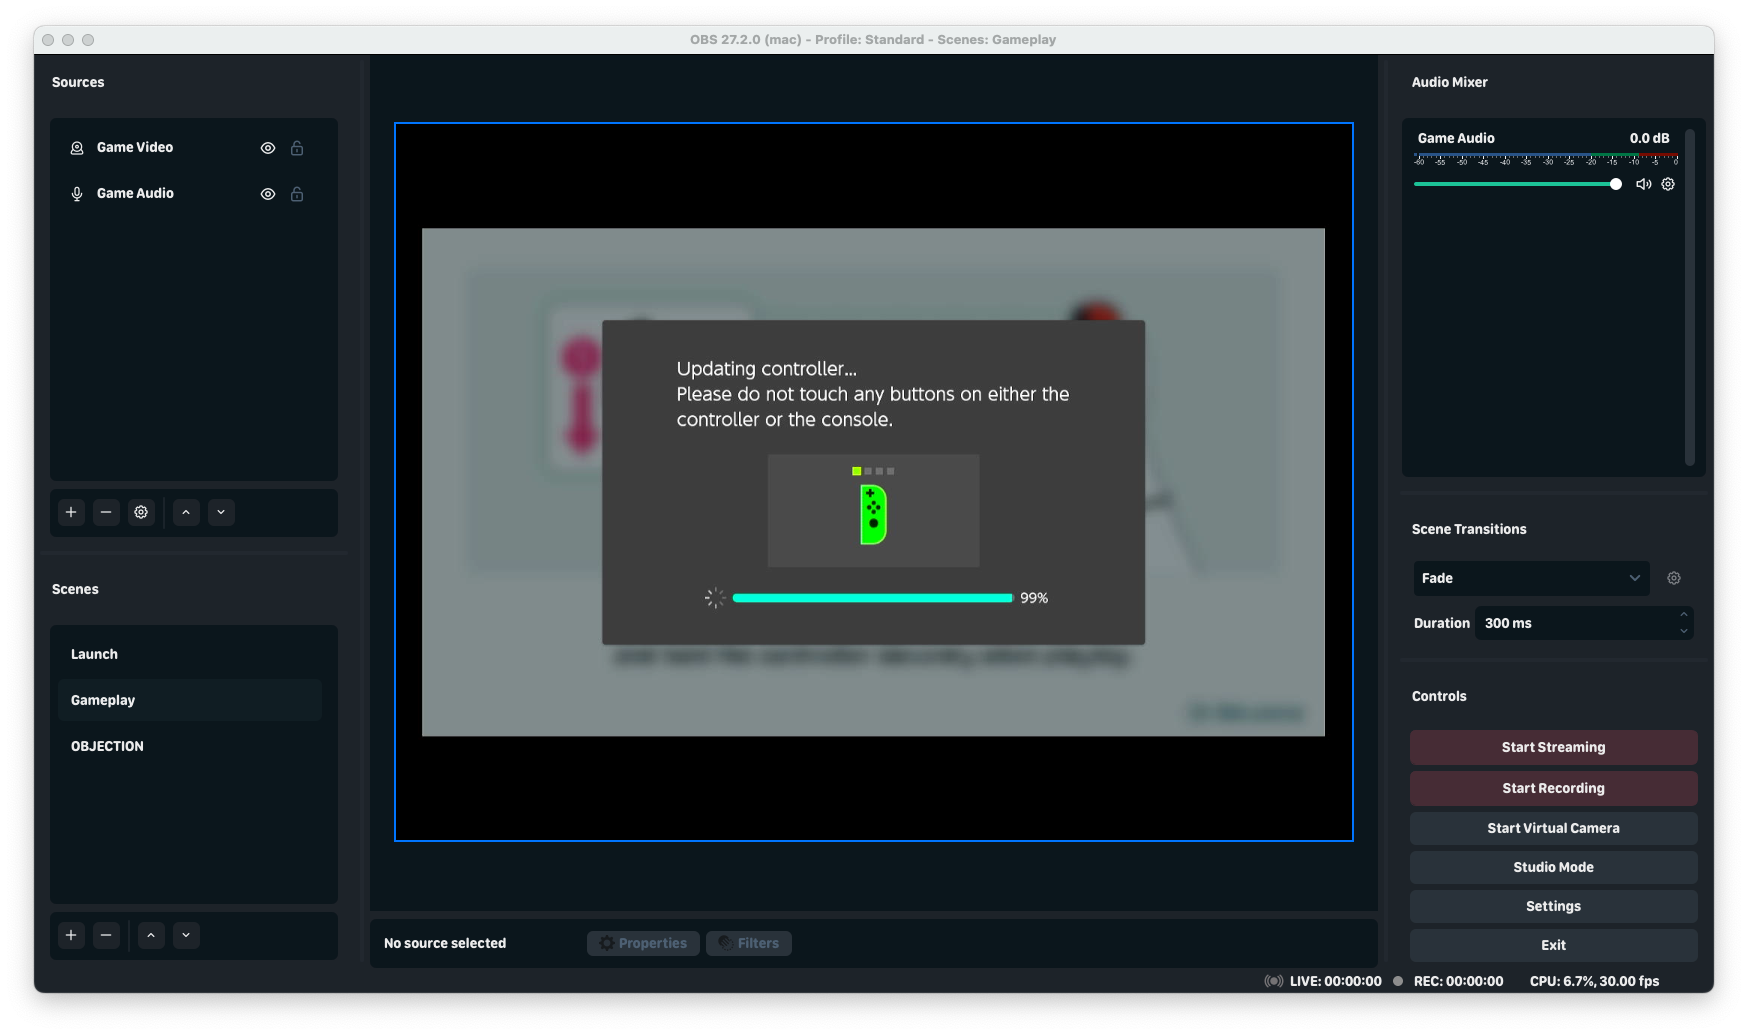 OBS 27.2.0 (mac) - Profile: Standard - Scenes: Gameplay
Sources
Game Video
Game Audio
Scenes
Launch
Gameplay
OBJECTION
Updating controller...
Please do not touch any buttons on either the
controller or the console.
99%
No source selected
Properties
Filters
Audio Mixer
Game Audio 0.0 dB
-60 -55 -50 -45 -40 -35 -30 -25 -20 -15 -10 -5 0
Scene Transitions
Fade
Duration 300 ms
Controls
Start Streaming
Start Recording
Start Virtual Camera
Studio Mode
Settings
Exit
LIVE: 00:00:00 REC: 00:00:00 CPU: 6.7%, 30.00 fps